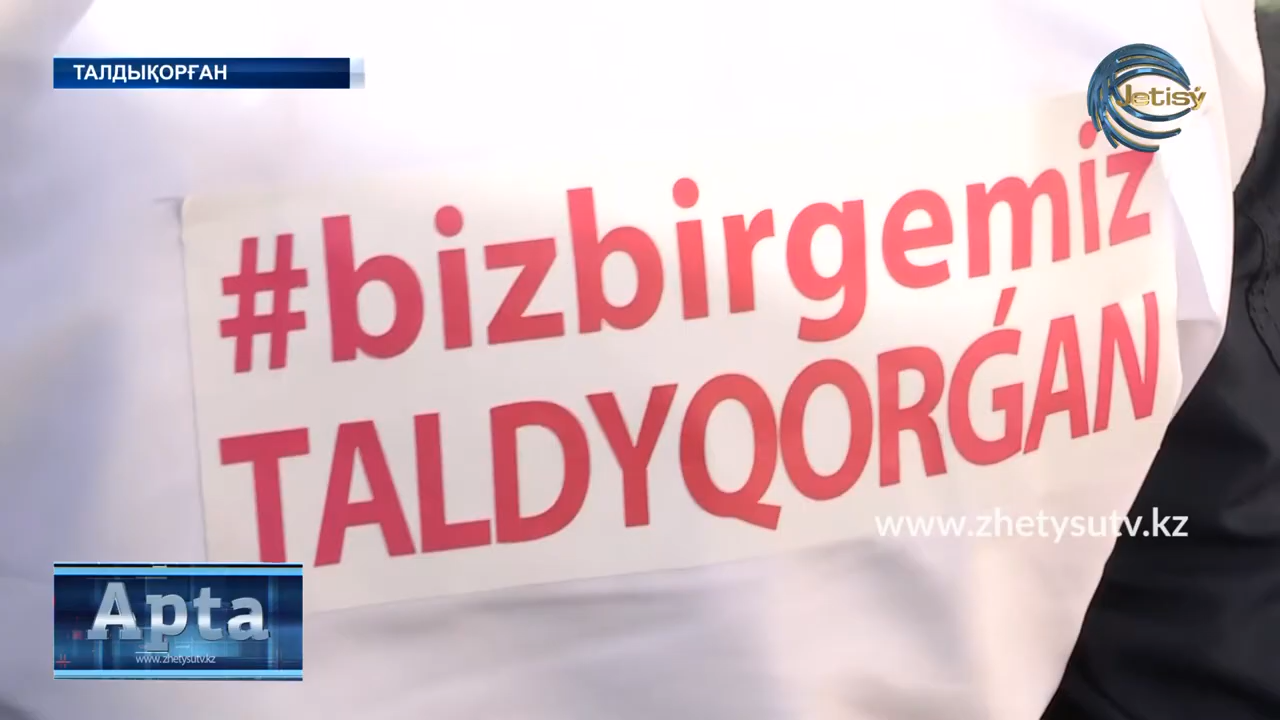 ТАЛДЫҚОРҒАН
Jetisý
#bizbirgemiz
TALDYQORǴAN
www.zhetysutv.kz
Apta
www.zhetysutv.kz